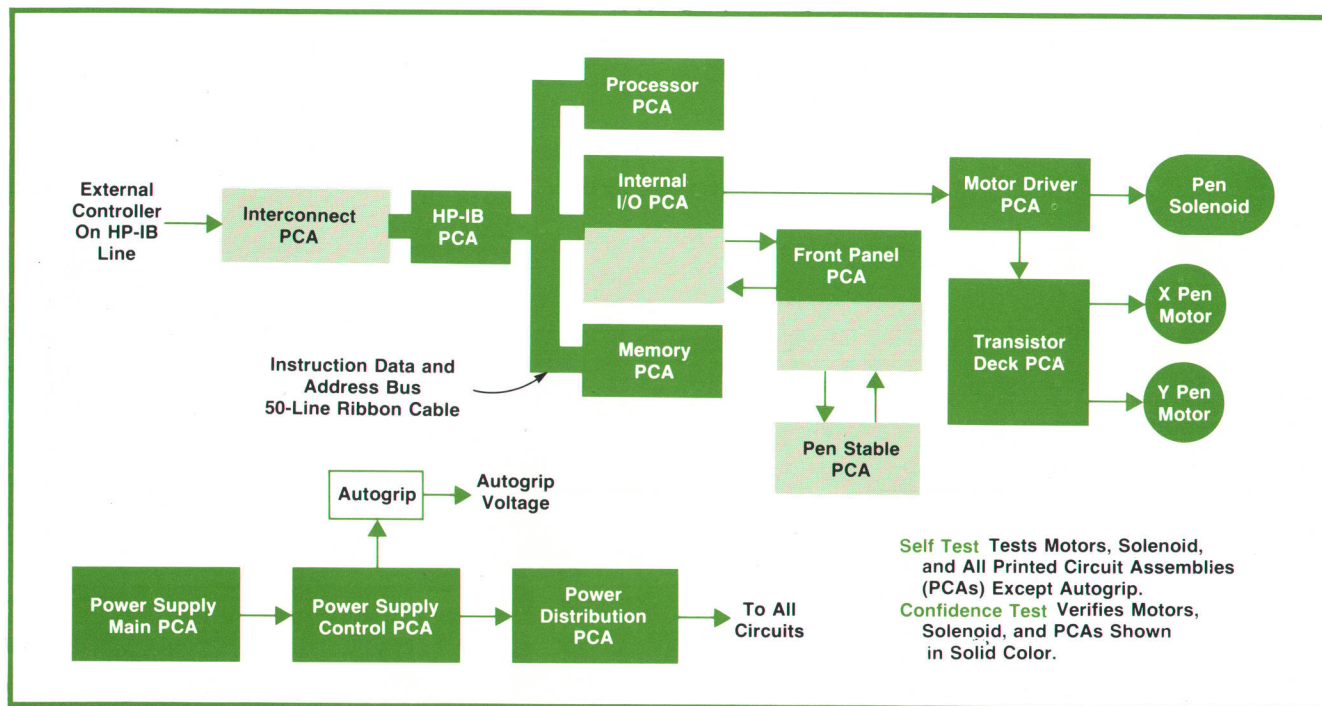 Processor
PCA
External
Controller
On HP-IB
Line
Interconnect
PCA
HP-IB
PCA
Internal
I/O PCA
Motor Driver
PCA
Pen
Solenoid
Front Panel
PCA
X Pen
Motor
Transistor
Deck PCA
Y Pen
Motor
Memory
PCA
Instruction Data and
Address Bus
50-Line Ribbon Cable
Pen Stable
PCA
Autogrip
Autogrip
Voltage
Power Supply
Main PCA
Power Supply
Control PCA
Power
Distribution
PCA
To All
Circuits
Self Test Tests Motors, Solenoid,
and All Printed Circuit Assemblies
(PCAs) Except Autogrip.
Confidence Test Verifies Motors,
Solenoid, and PCAs Shown
in Solid Color.